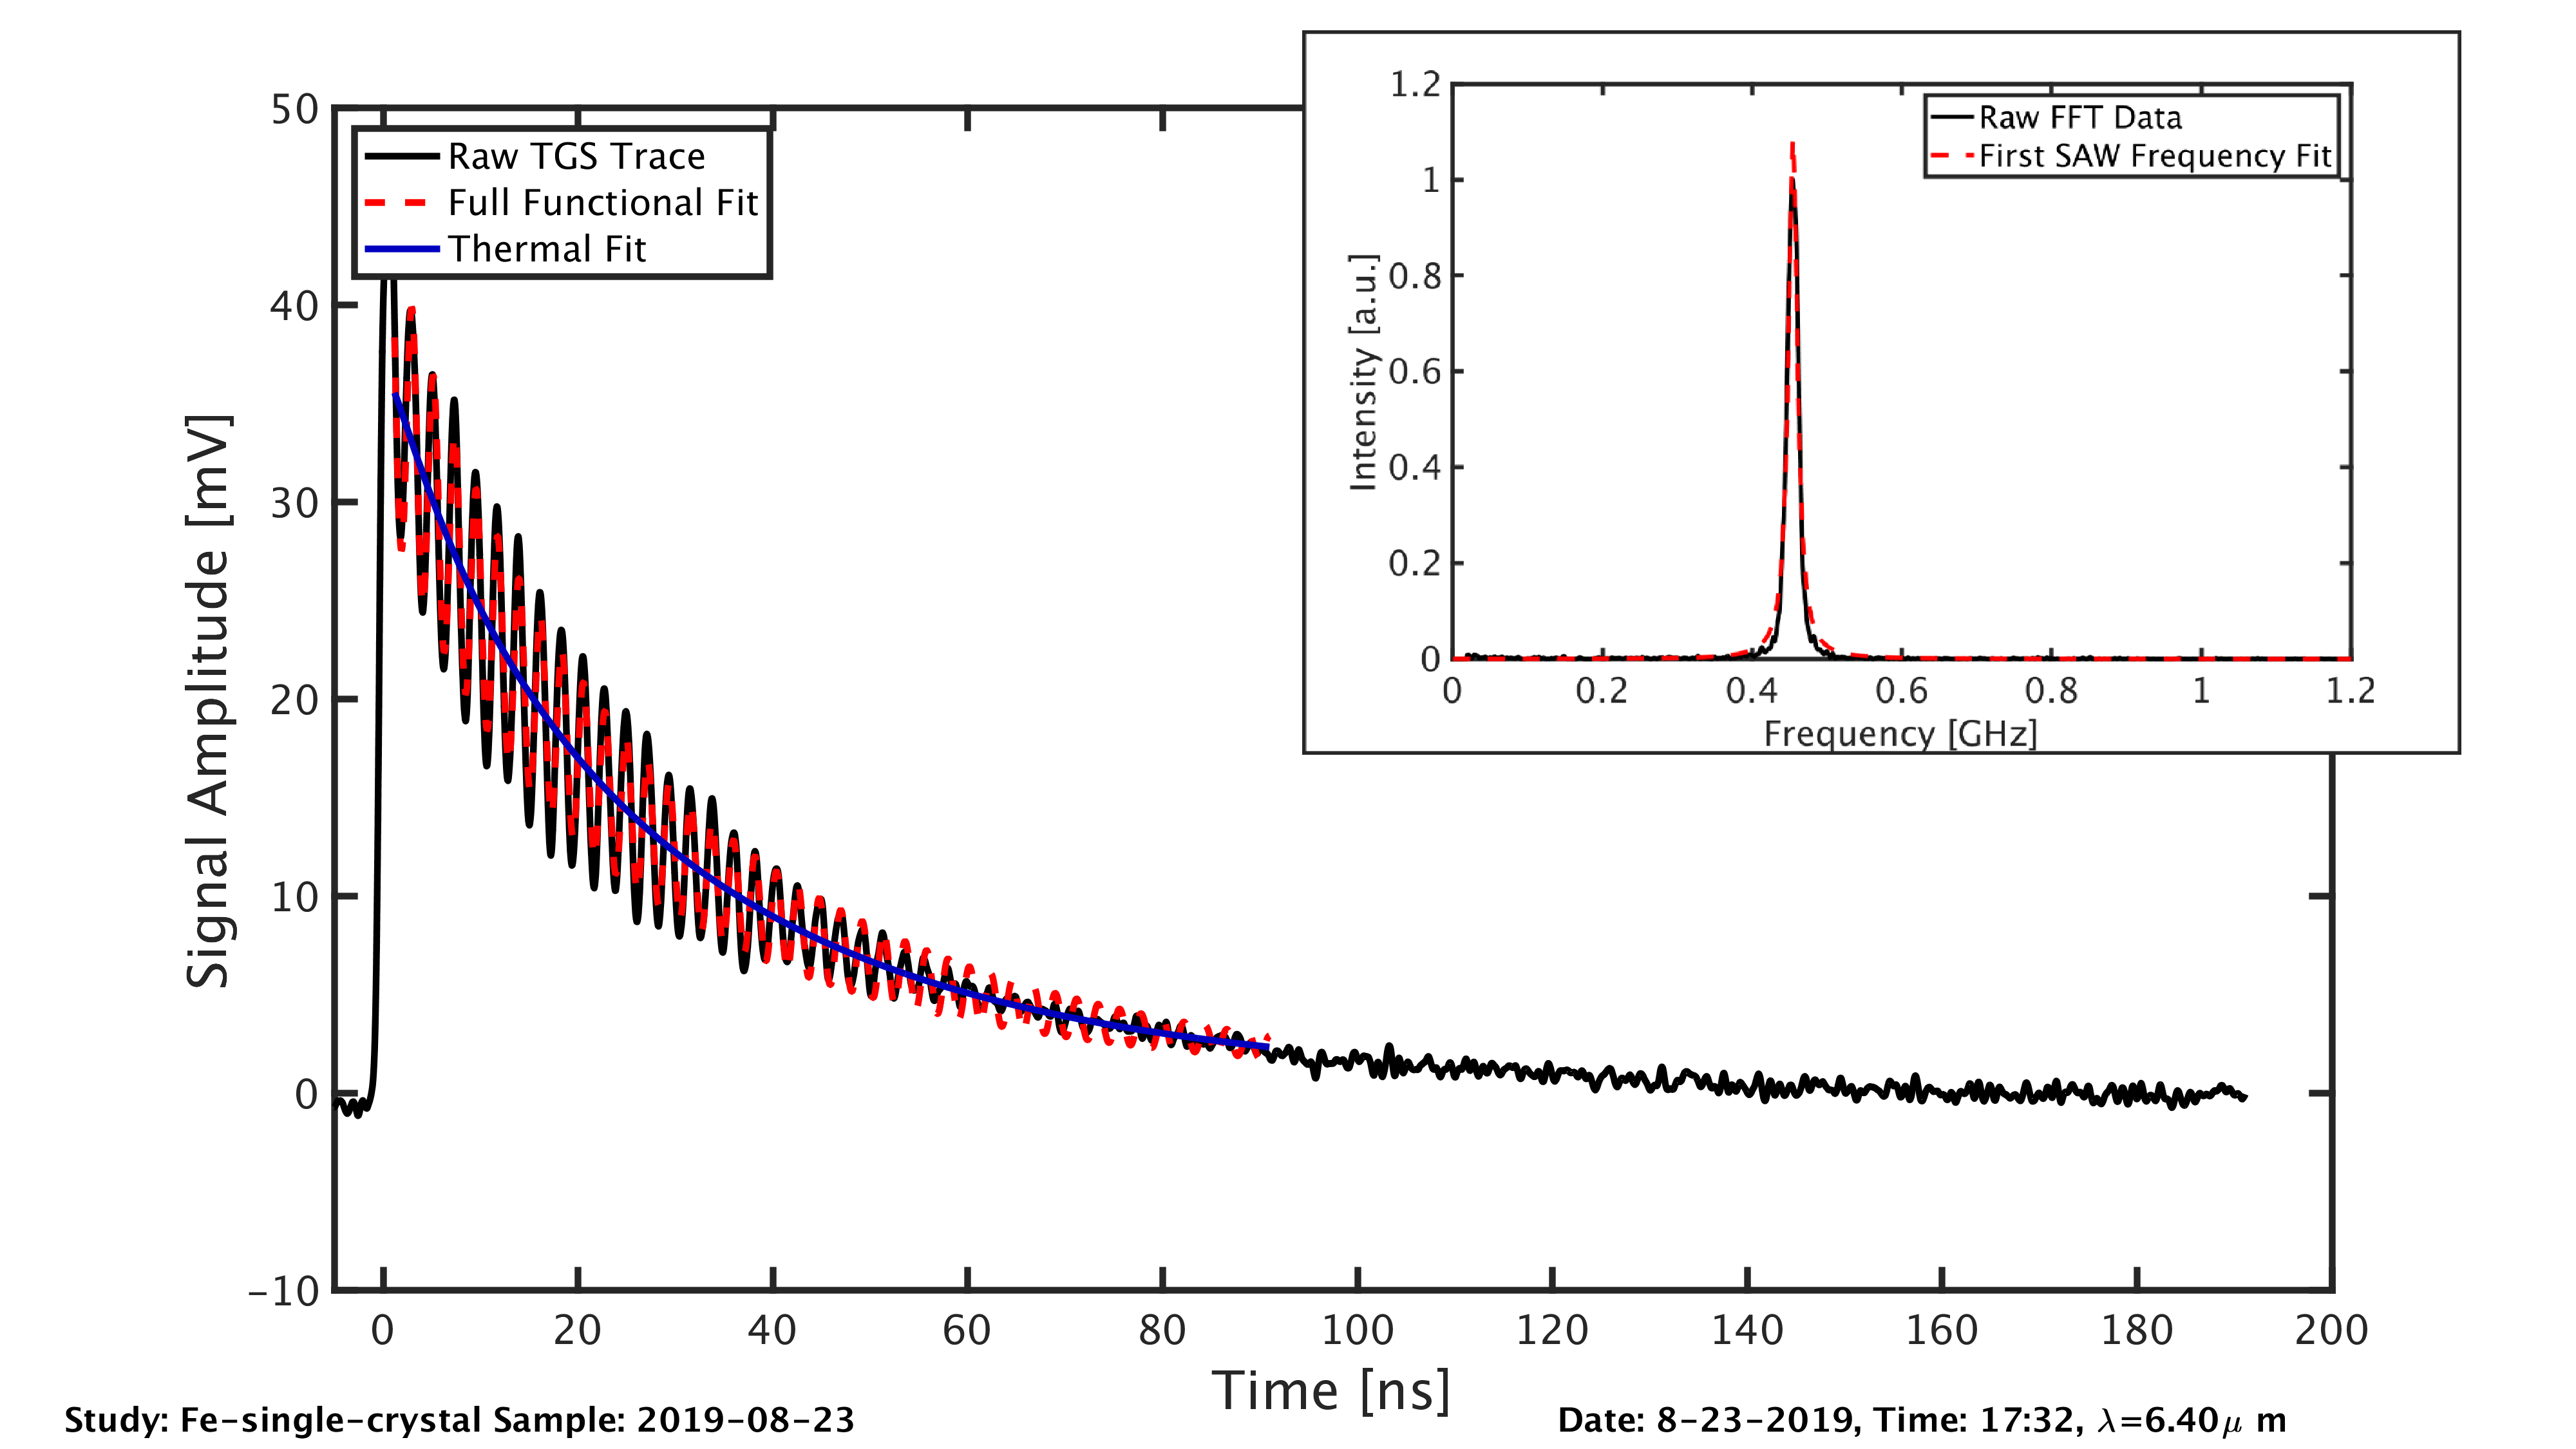 1.2
1
0.8
0.6
0.4
0.2
0
Intensity [a.u.]
Raw FFT Data
First SAW Frequency Fit
0 0.2 0.4 0.6 0.8 1 1.2
Frequency [GHz]
50
40
30
20
10
0
-10
Signal Amplitude [mV]
Raw TGS Trace
Full Functional Fit
Thermal Fit
0 20 40 60 80 100 120 140 160 180 200
Time [ns]
Study: Fe-single-crystal Sample: 2019-08-23
Date: 8-23-2019, Time: 17:32, λ=6.40μ m